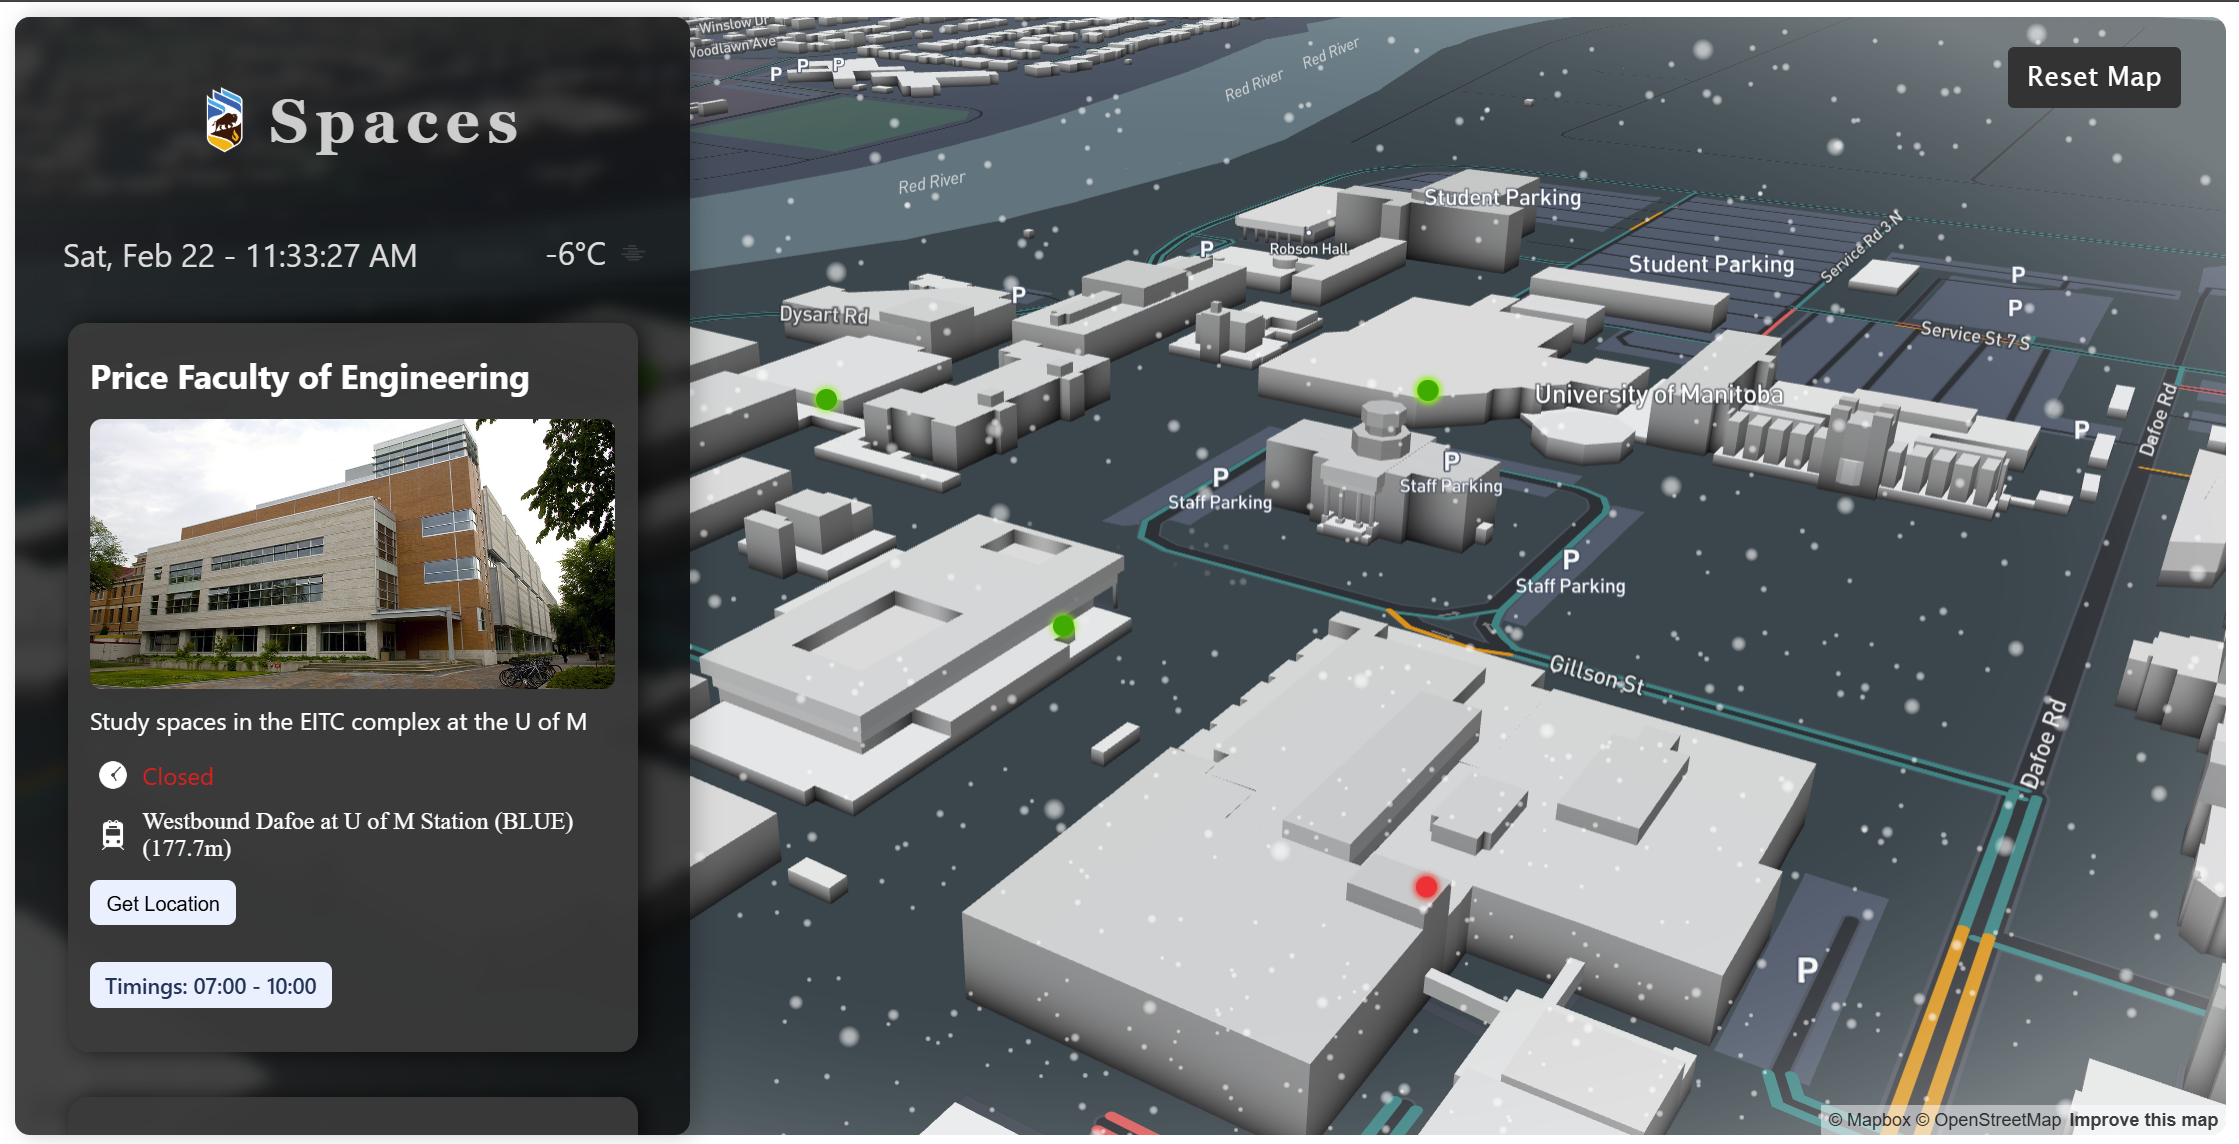 Spaces
Sat, Feb 22 - 11:33:27 AM
-6°C
Price Faculty of Engineering
Study spaces in the EITC complex at the U of M
Closed
Westbound Dafoe at U of M Station (BLUE)
(177.7m)
Get Location
Timings: 07:00 - 10:00
Winslow Dr
Woodlawn Ave
P
P
P
Red River
Red River
Red River
Reset Map
Student Parking
Robson Hall
P
Student Parking
Service Rd 3 N
P
P
P
Dysart Rd
Service St 7 S
University of Manitoba
Dafoe Rd
P
P
Staff Parking
P
Staff Parking
P
Staff Parking
Gillson St
Dafoe Rd
P
© Mapbox © OpenStreetMap Improve this map